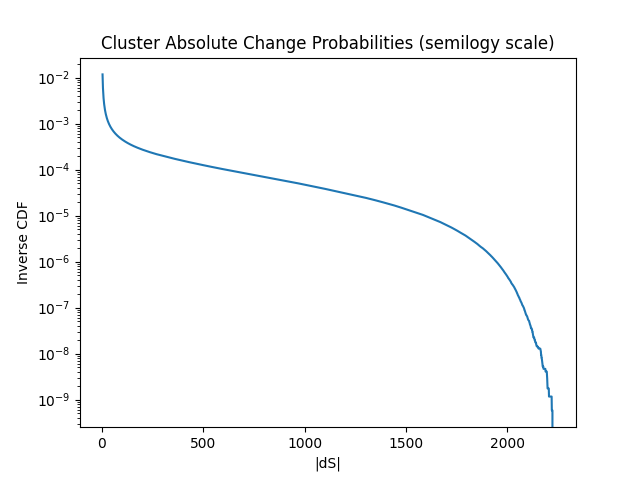 Cluster Absolute Change Probabilities (semilogy scale)
Inverse CDF
10⁻²
10⁻³
10⁻⁴
10⁻⁵
10⁻⁶
10⁻⁷
10⁻⁸
10⁻⁹
0 500 1000 1500 2000
|dS|